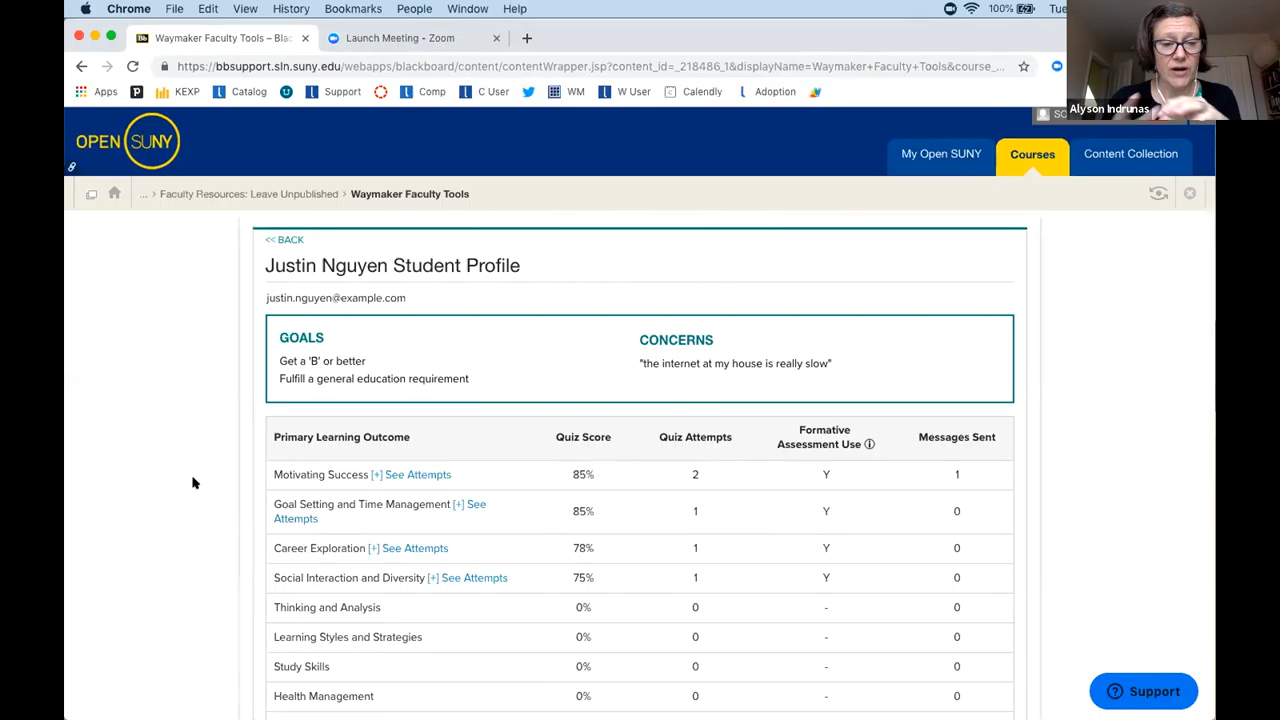 Chrome File Edit View History Bookmarks People Window Help 100% Tue
Waymaker Faculty Tools – Blac Launch Meeting - Zoom
https://bbsupport.sln.suny.edu/webapps/blackboard/content/contentWrapper.jsp?content_id=_218486_1&displayName=Waymaker+Faculty+Tools&course_...
Apps KEXP Catalog Support Comp C User WM W User Calendly Adoption
Alyson Indrunas
OPEN SUNY
My Open SUNY Courses Content Collection
... > Faculty Resources: Leave Unpublished > Waymaker Faculty Tools
<< BACK
Justin Nguyen Student Profile
justin.nguyen@example.com
GOALS
Get a 'B' or better
Fulfill a general education requirement
CONCERNS
"the internet at my house is really slow"
Primary Learning Outcome Quiz Score Quiz Attempts Formative Assessment Use Messages Sent
Motivating Success [+] See Attempts 85% 2 Y 1
Goal Setting and Time Management [+] See Attempts 85% 1 Y 0
Career Exploration [+] See Attempts 78% 1 Y 0
Social Interaction and Diversity [+] See Attempts 75% 1 Y 0
Thinking and Analysis 0% 0 - 0
Learning Styles and Strategies 0% 0 - 0
Study Skills 0% 0 - 0
Health Management 0% 0 - 0
Support